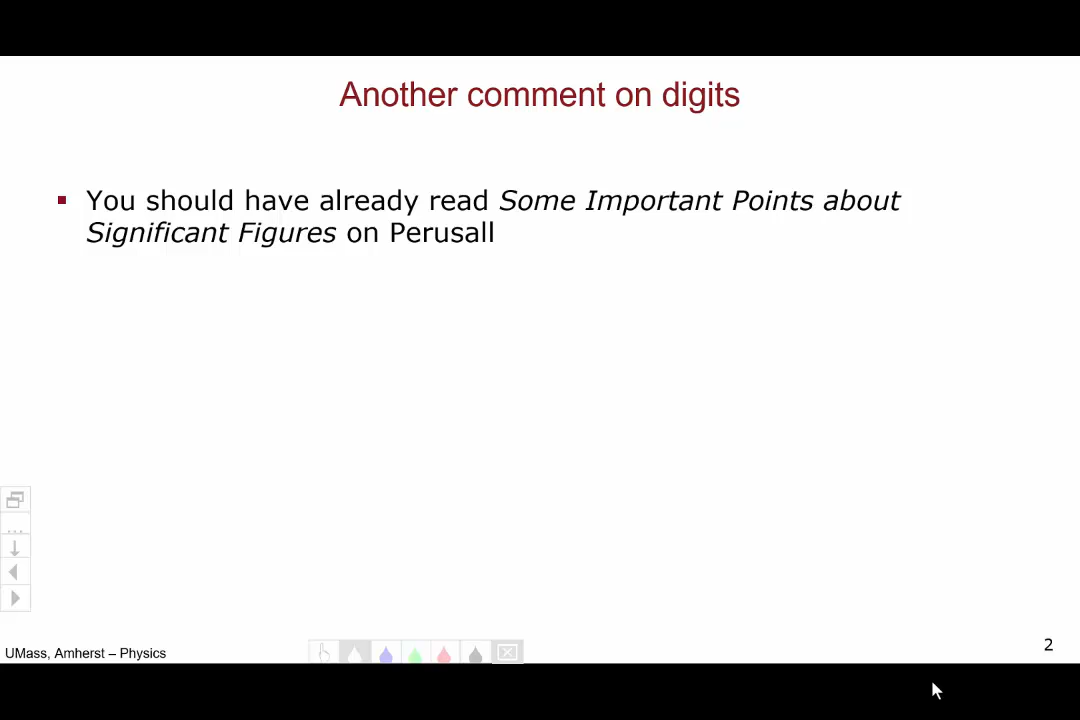 Another comment on digits
You should have already read Some Important Points about
Significant Figures on Perusall
...
UMass, Amherst – Physics
2